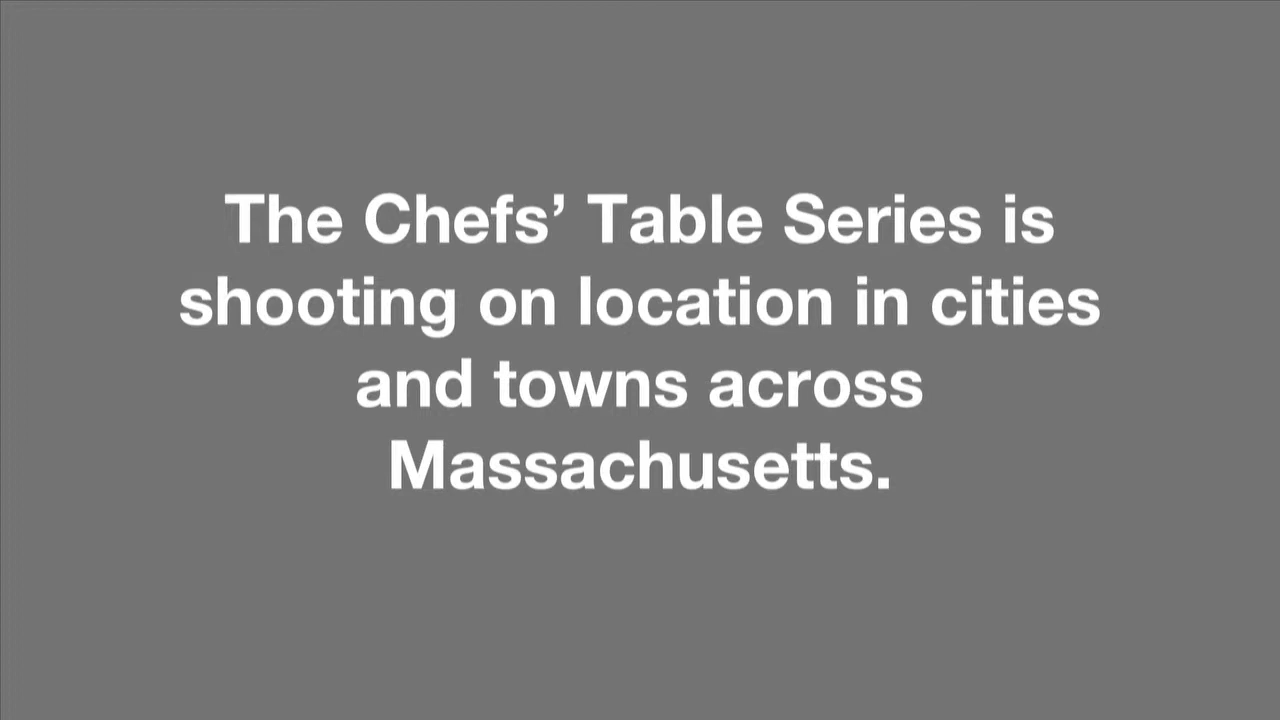 The Chefs’ Table Series is
shooting on location in cities
and towns across
Massachusetts.